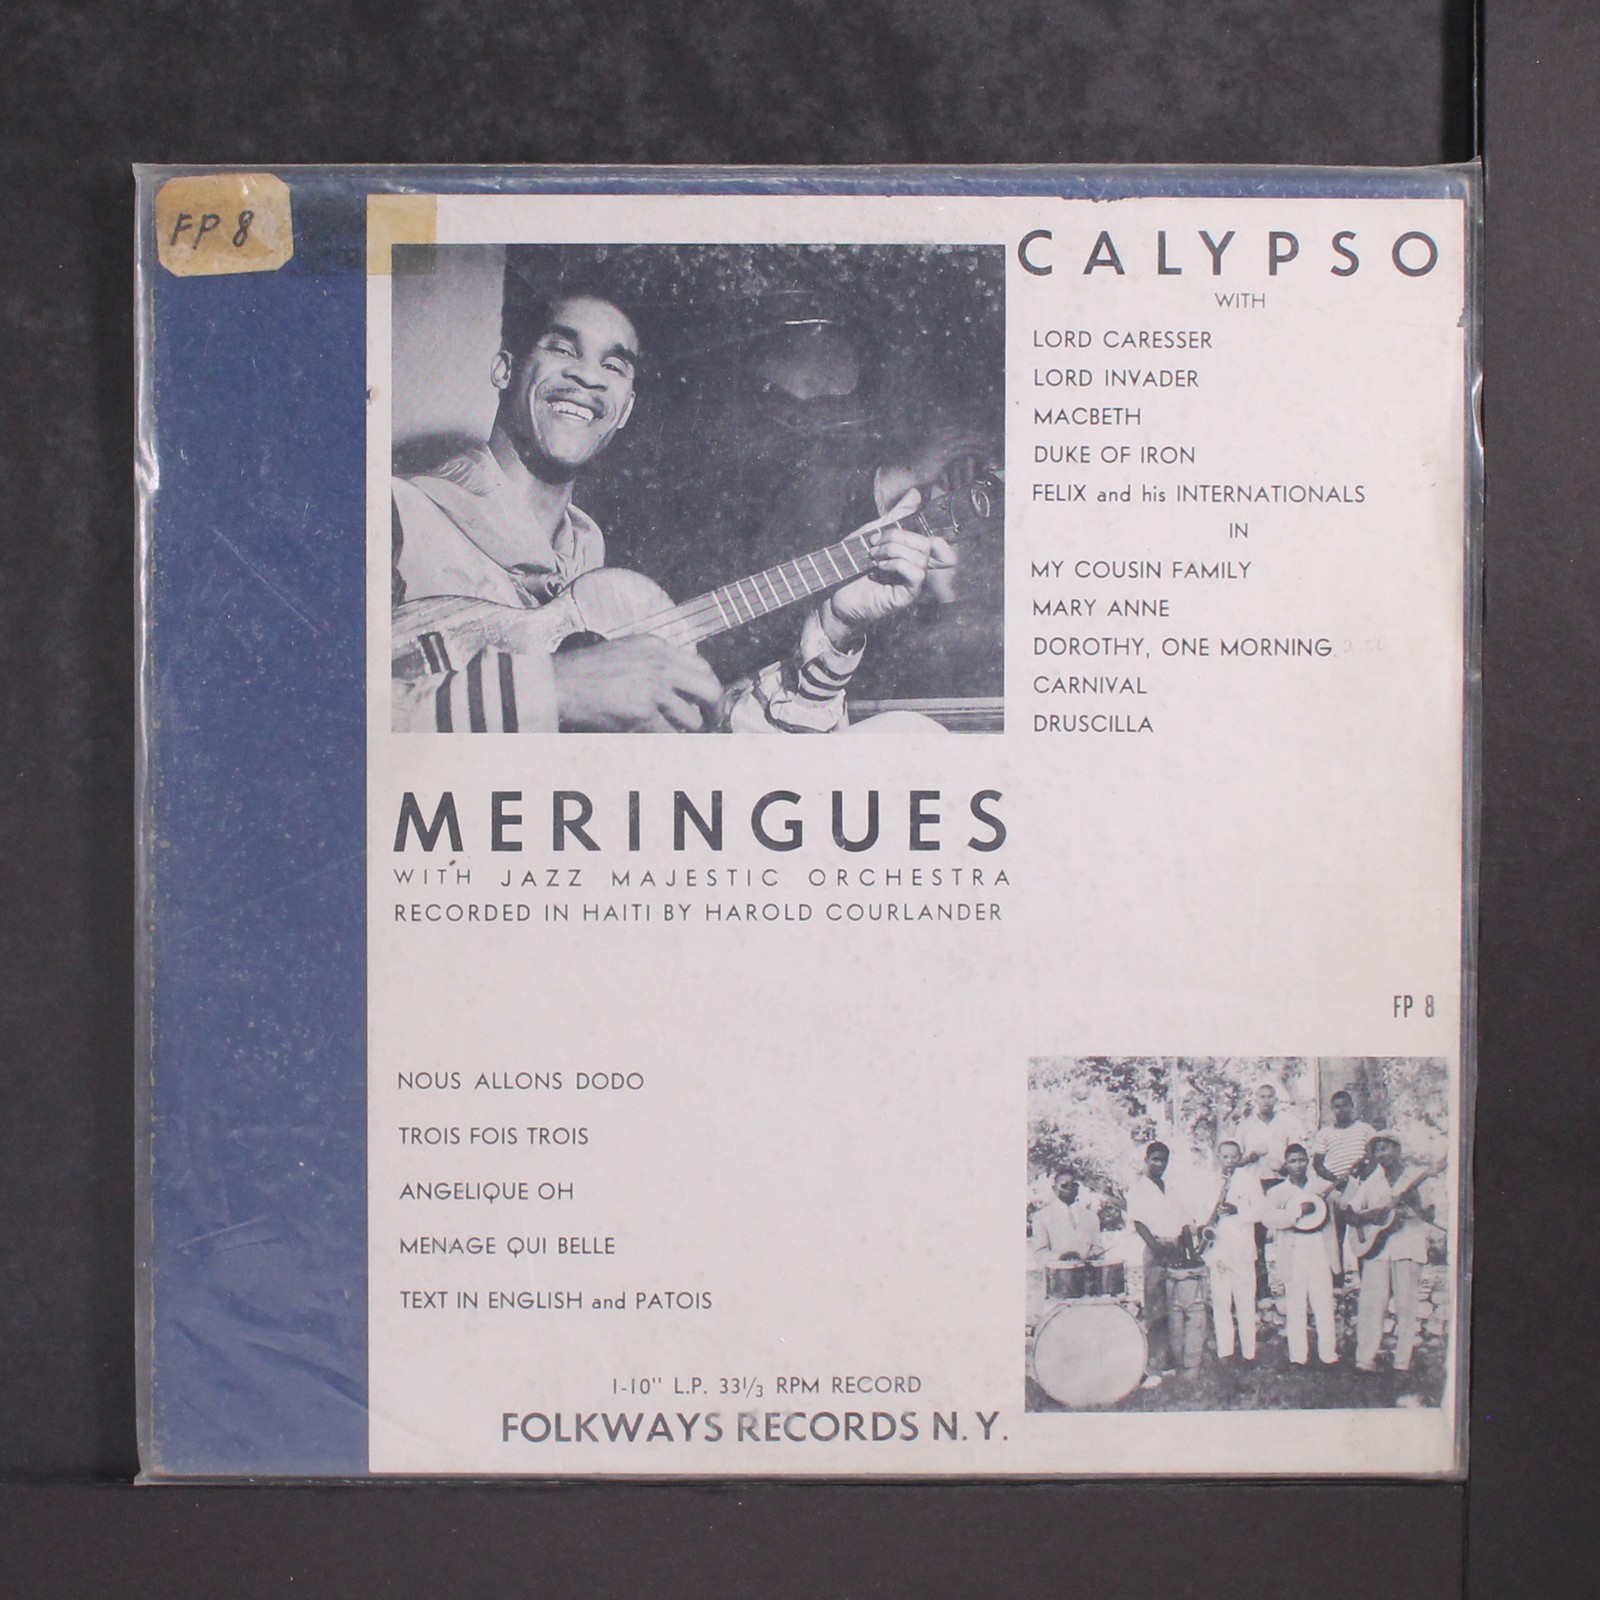 FP 8
CALYPSO
WITH
LORD CARESSER
LORD INVADER
MACBETH
DUKE OF IRON
FELIX and his INTERNATIONALS
IN
MY COUSIN FAMILY
MARY ANNE
DOROTHY, ONE MORNING
CARNIVAL
DRUSCILLA
MERINGUES
WITH JAZZ MAJESTIC ORCHESTRA
RECORDED IN HAITI BY HAROLD COURLANDER
FP 8
NOUS ALLONS DODO
TROIS FOIS TROIS
ANGELIQUE OH
MENAGE QUI BELLE
TEXT IN ENGLISH and PATOIS
1-10" L.P. 33 1/3 RPM RECORD
FOLKWAYS RECORDS N.Y.